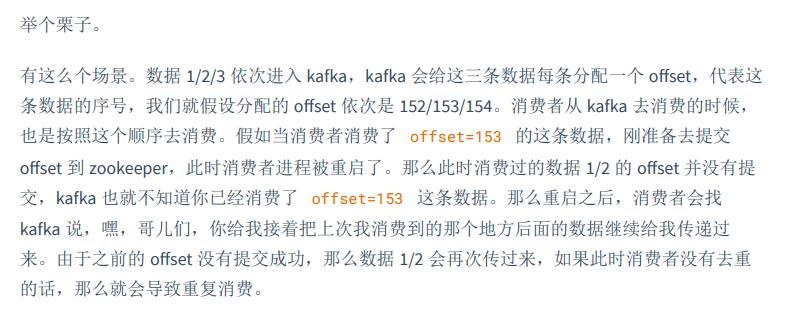 举个栗子。
有这么个场景。数据 1/2/3 依次进入 kafka，kafka 会给这三条数据每条分配一个 offset，代表这
条数据的序号，我们就假设分配的 offset 依次是 152/153/154。消费者从 kafka 去消费的时候，
也是按照这个顺序去消费。假如当消费者消费了 offset=153 的这条数据，刚准备去提交
offset 到 zookeeper，此时消费者进程被重启了。那么此时消费过的数据 1/2 的 offset 并没有提
交，kafka 也就不知道你已经消费了 offset=153 这条数据。那么重启之后，消费者会找
kafka 说，嘿，哥儿们，你给我接着把上次我消费到的那个地方后面的数据继续给我传递过
来。由于之前的 offset 没有提交成功，那么数据 1/2 会再次传过来，如果此时消费者没有去重
的话，那么就会导致重复消费。